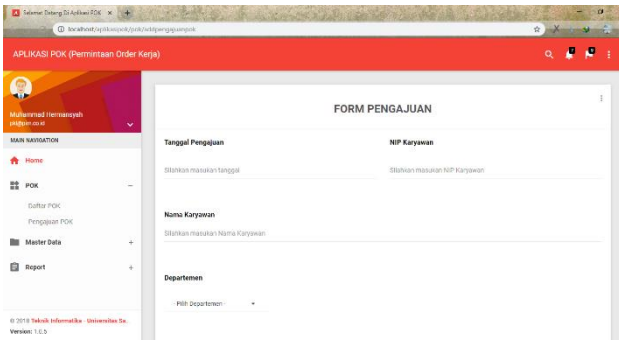 Selamat Datang Di Aplikasi POK
localhost/aplikasipok/pok/addpengajuanpok
APLIKASI POK (Permintaan Order Kerja)
Muhammad Hermansyah
MAIN NAVIGATION
Home
POK
Daftar POK
Pengajuan POK
Master Data
Report
© 2018 Teknik Informatika - Universitas Sa..
Version: 1.0.5
FORM PENGAJUAN
Tanggal Pengajuan
NIP Karyawan
Silahkan masukan tanggal
Silahkan masukan NIP Karyawan
Nama Karyawan
Silahkan masukan Nama Karyawan
Departemen
- Pilih Departemen -